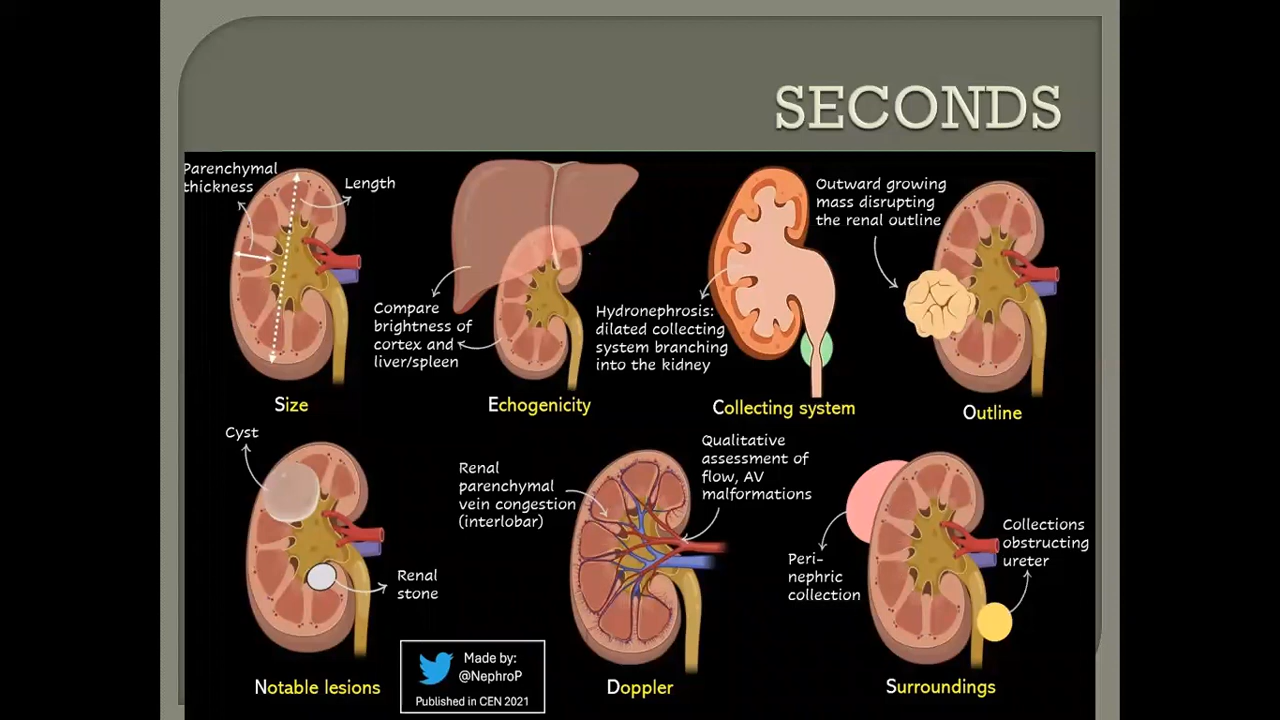 SECONDS
Parenchymal
thickness
Length
Size
Compare
brightness of
cortex and
liver/spleen
Echogenicity
Hydronephrosis:
dilated collecting
system branching
into the kidney
Collecting system
Outward growing
mass disrupting
the renal outline
Outline
Cyst
Renal
stone
Notable lesions
Made by:
@NephroP
Published in CEN 2021
Renal
parenchymal
vein congestion
(interlobar)
Qualitative
assessment of
flow, AV
malformations
Doppler
Peri-
nephric
collection
Collections
obstructing
ureter
Surroundings